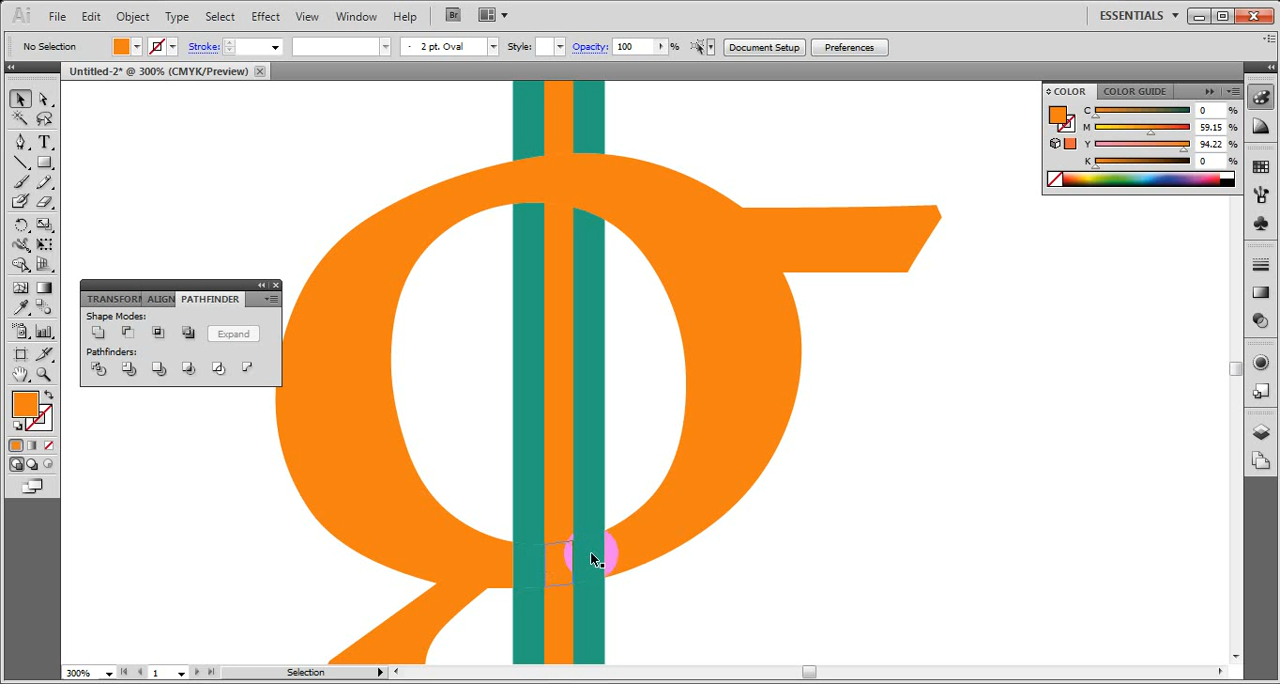 Ai File Edit Object Type Select Effect View Window Help Br ESSENTIALS
No Selection Stroke: 2 pt. Oval Style: Opacity: 100 % Document Setup Preferences
Untitled-2* @ 300% (CMYK/Preview)
COLOR COLOR GUIDE
C 0 %
M 59.15 %
Y 94.22 %
K 0 %
TRANSFORM ALIGN PATHFINDER
Shape Modes:
Expand
Pathfinders:
300% 1 Selection